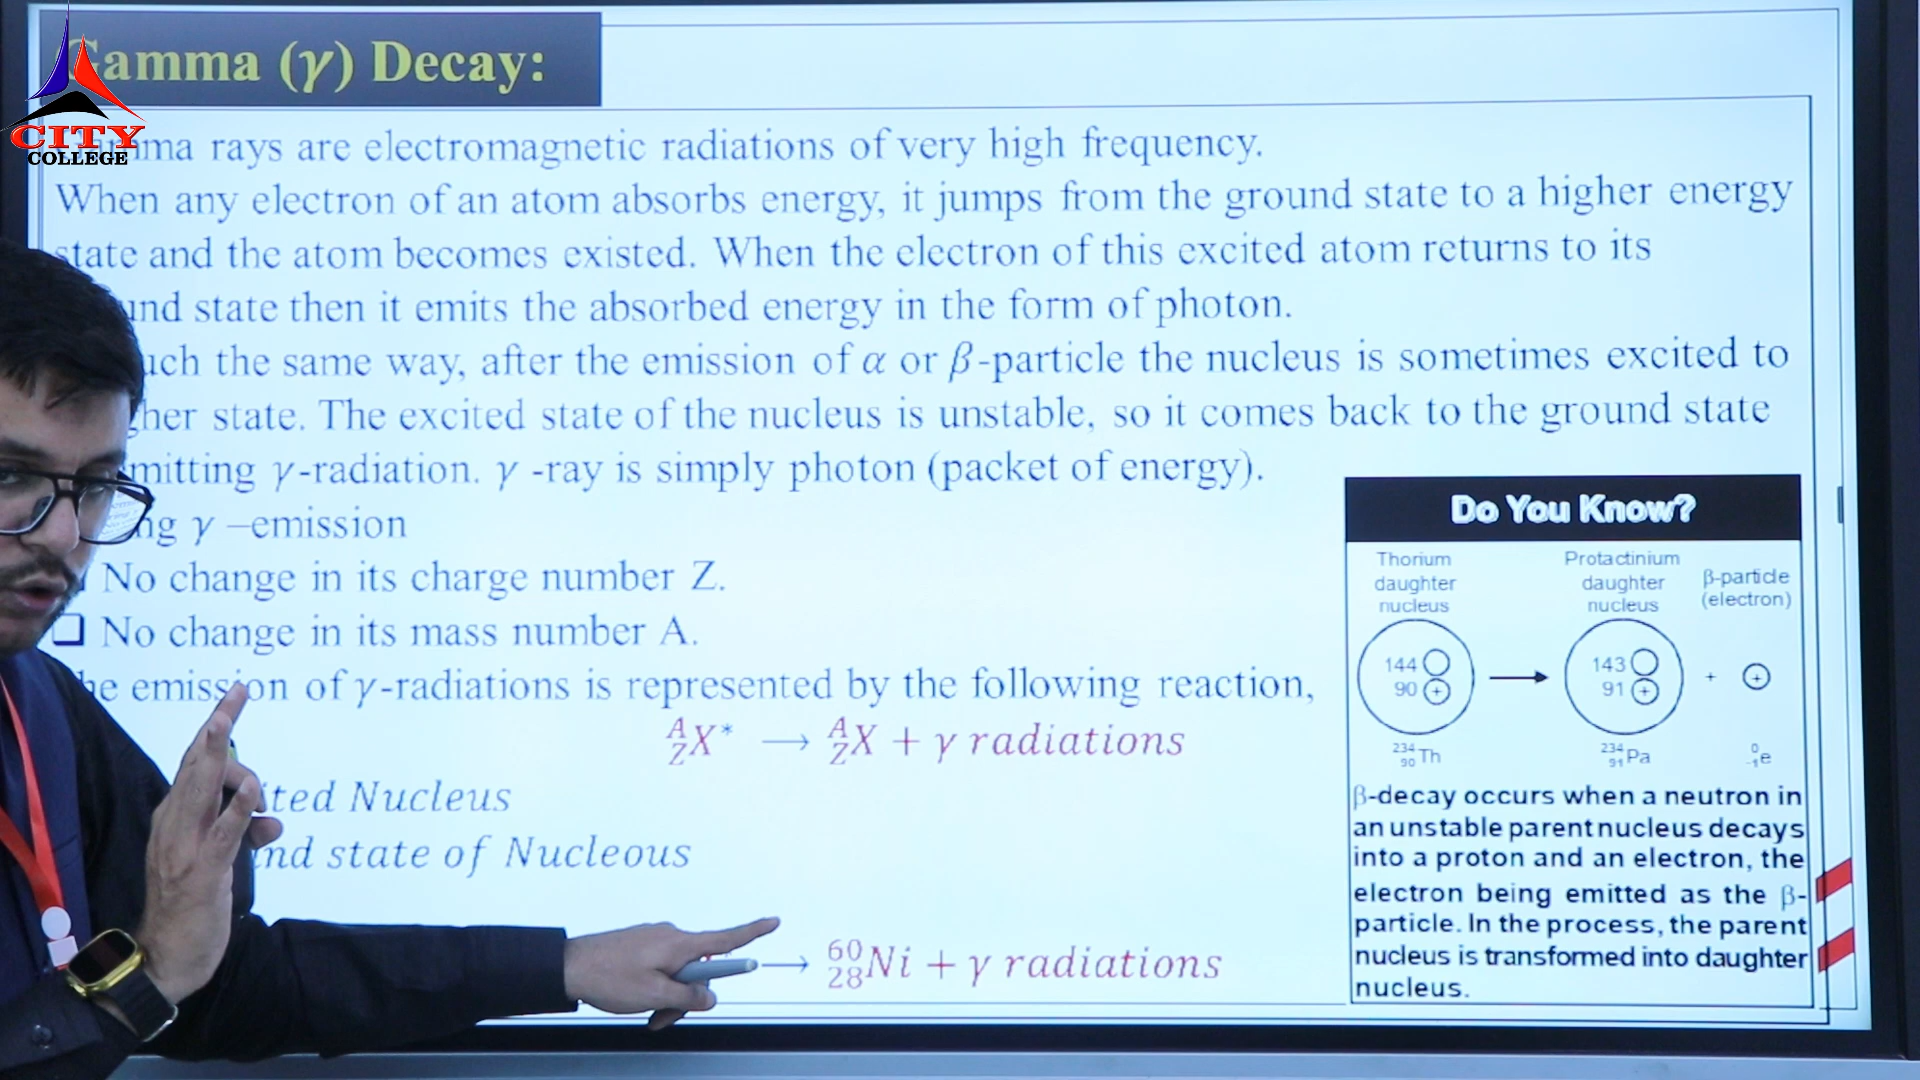 Gamma (γ) Decay:
CITY
COLLEGE
rays are electromagnetic radiations of very high frequency.
When any electron of an atom absorbs energy, it jumps from the ground state to a higher energy
state and the atom becomes existed. When the electron of this excited atom returns to its
state then it emits the absorbed energy in the form of photon.
the same way, after the emission of α or β-particle the nucleus is sometimes excited to
state. The excited state of the nucleus is unstable, so it comes back to the ground state
γ-radiation. γ -ray is simply photon (packet of energy).
γ –emission
No change in its charge number Z.
❑ No change in its mass number A.
emission of γ-radiations is represented by the following reaction,
^A_Z X* → ^A_Z X + γ radiations
Nucleus
state of Nucleous
→ ^60_28 Ni + γ radiations
Do You Know?
Thorium daughter nucleus
Protactinium daughter nucleus
β-particle (electron)
144
90 +
→
143
91 +
+
+
^234_90 Th
^234_91 Pa
^0_-1 e
β-decay occurs when a neutron in
an unstable parent nucleus decays
into a proton and an electron, the
electron being emitted as the β-
particle. In the process, the parent
nucleus is transformed into daughter
nucleus.